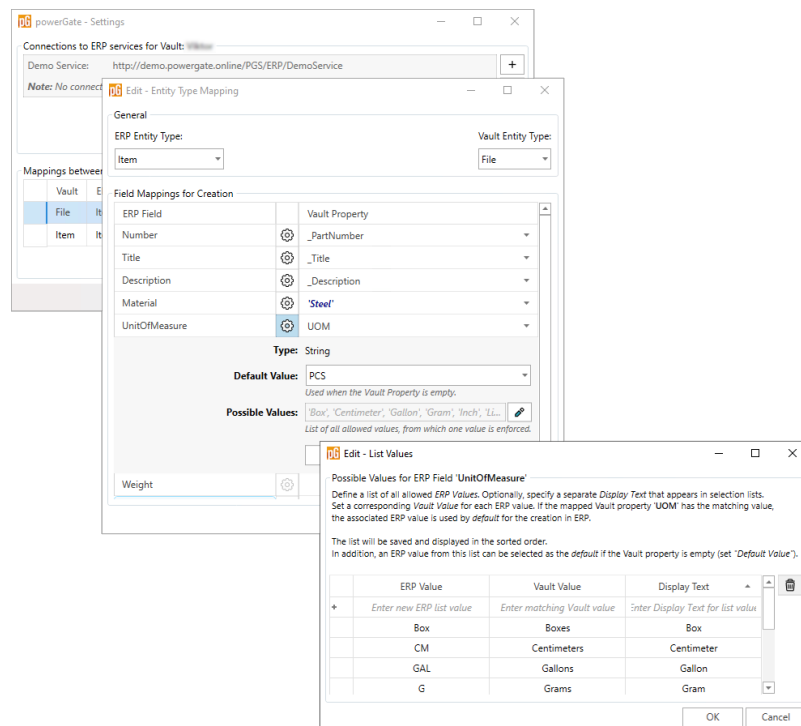 powerGate - Settings
Connections to ERP services for Vault:
Demo Service: http://demo.powergate.online/PGS/ERP/DemoService +
Note: No connect
Mappings between
Vault E
File It
Item It
pG Edit - Entity Type Mapping
General
ERP Entity Type: Vault Entity Type:
Item File
Field Mappings for Creation
ERP Field Vault Property
Number _PartNumber
Title _Title
Description _Description
Material 'Steel'
UnitOfMeasure UOM
Type: String
Default Value: PCS
Used when the Vault Property is empty.
Possible Values: 'Box', 'Centimeter', 'Gallon', 'Gram', 'Inch', 'Li...
List of all allowed values, from which one value is enforced.
Weight
pG Edit - List Values
Possible Values for ERP Field 'UnitOfMeasure'
Define a list of all allowed ERP Values. Optionally, specify a separate Display Text that appears in selection lists.
Set a corresponding Vault Value for each ERP value. If the mapped Vault property 'UOM' has the matching value,
the associated ERP value is used by default for the creation in ERP.
The list will be saved and displayed in the sorted order.
In addition, an ERP value from this list can be selected as the default if the Vault property is empty (set "Default Value").
ERP Value Vault Value Display Text
+ Enter new ERP list value Enter matching Vault value Enter Display Text for list value
Box Boxes Box
CM Centimeters Centimeter
GAL Gallons Gallon
G Grams Gram
OK Cancel